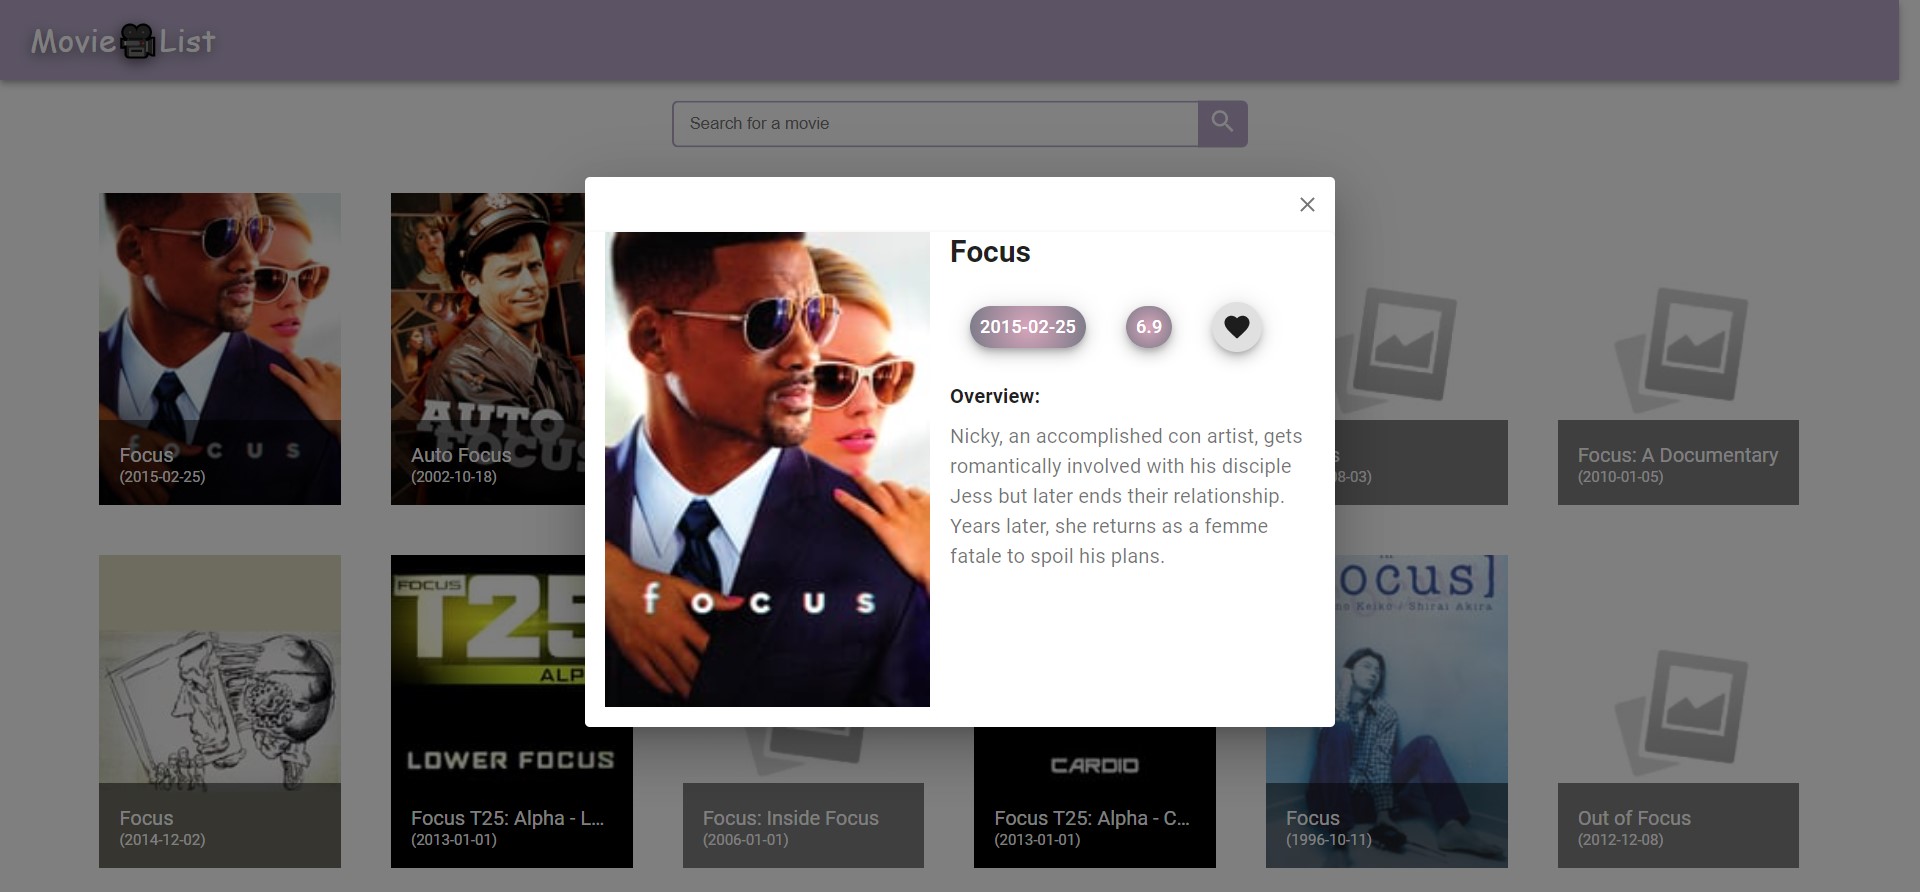 Movie List
Search for a movie
Focus
2015-02-25
6.9
Overview:
Nicky, an accomplished con artist, gets
romantically involved with his disciple
Jess but later ends their relationship.
Years later, she returns as a femme
fatale to spoil his plans.
focus
focus
Focus
(2015-02-25)
AUTO
FOCUS
Auto Focus
(2002-10-18)
08-03)
Focus: A Documentary
(2010-01-05)
Focus
(2014-12-02)
FOCUS
T25
ALP
LOWER FOCUS
Focus T25: Alpha - L...
(2013-01-01)
Focus: Inside Focus
(2006-01-01)
CARDIO
Focus T25: Alpha - C...
(2013-01-01)
ocus]
no Keiko / Shirai Akira
Focus
(1996-10-11)
Out of Focus
(2012-12-08)